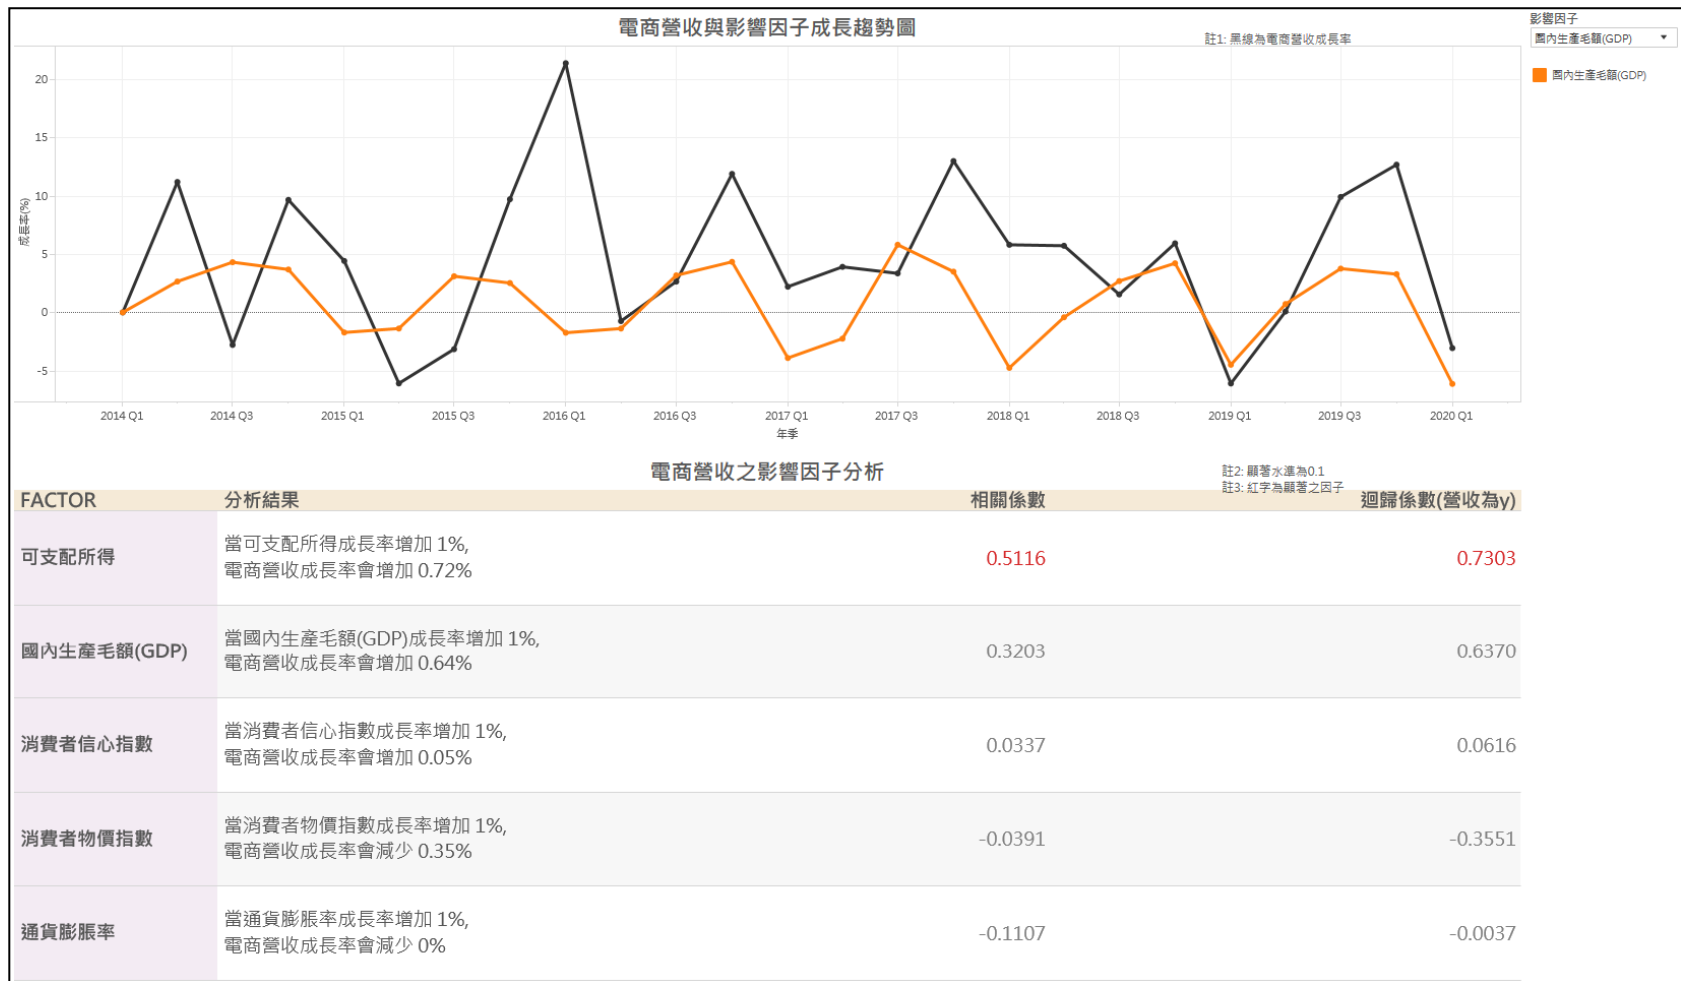 電商營收與影響因子成長趨勢圖
註1: 黑線為電商營收成長率
影響因子
國內生產毛額(GDP)
國內生產毛額(GDP)
成長率(%)
20
15
10
5
0
-5
2014 Q1
2014 Q3
2015 Q1
2015 Q3
2016 Q1
2016 Q3
2017 Q1
2017 Q3
2018 Q1
2018 Q3
2019 Q1
2019 Q3
2020 Q1
年季
電商營收之影響因子分析
註2: 顯著水準為0.1
註3: 紅字為顯著之因子
FACTOR 分析結果 相關係數 迴歸係數(營收為y)
可支配所得
當可支配所得成長率增加 1%,
電商營收成長率會增加 0.72%
0.5116
0.7303
國內生產毛額(GDP)
當國內生產毛額(GDP)成長率增加 1%,
電商營收成長率會增加 0.64%
0.3203
0.6370
消費者信心指數
當消費者信心指數成長率增加 1%,
電商營收成長率會增加 0.05%
0.0337
0.0616
消費者物價指數
當消費者物價指數成長率增加 1%,
電商營收成長率會減少 0.35%
-0.0391
-0.3551
通貨膨脹率
當通貨膨脹率成長率增加 1%,
電商營收成長率會減少 0%
-0.1107
-0.0037